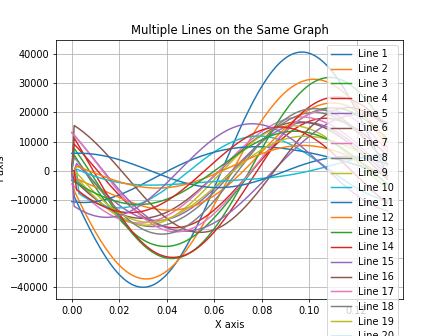 Multiple Lines on the Same Graph
40000
30000
20000
10000
0
−10000
−20000
−30000
−40000
0.00
0.02
0.04
0.06
0.08
0.10
X axis
Line 1
Line 2
Line 3
Line 4
Line 5
Line 6
Line 7
Line 8
Line 9
Line 10
Line 11
Line 12
Line 13
Line 14
Line 15
Line 16
Line 17
Line 18
Line 19
Line 20